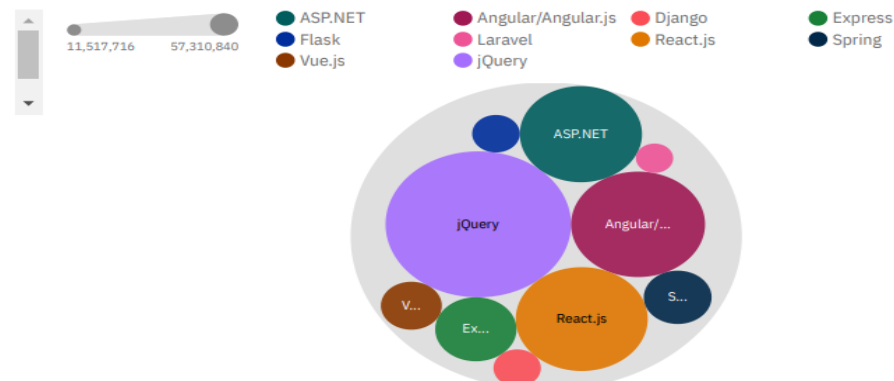 11,517,716 57,310,840
ASP.NET Angular/Angular.js Django Express
Flask Laravel React.js Spring
Vue.js jQuery
ASP.NET
jQuery
Angular/...
V...
Ex...
React.js
S...